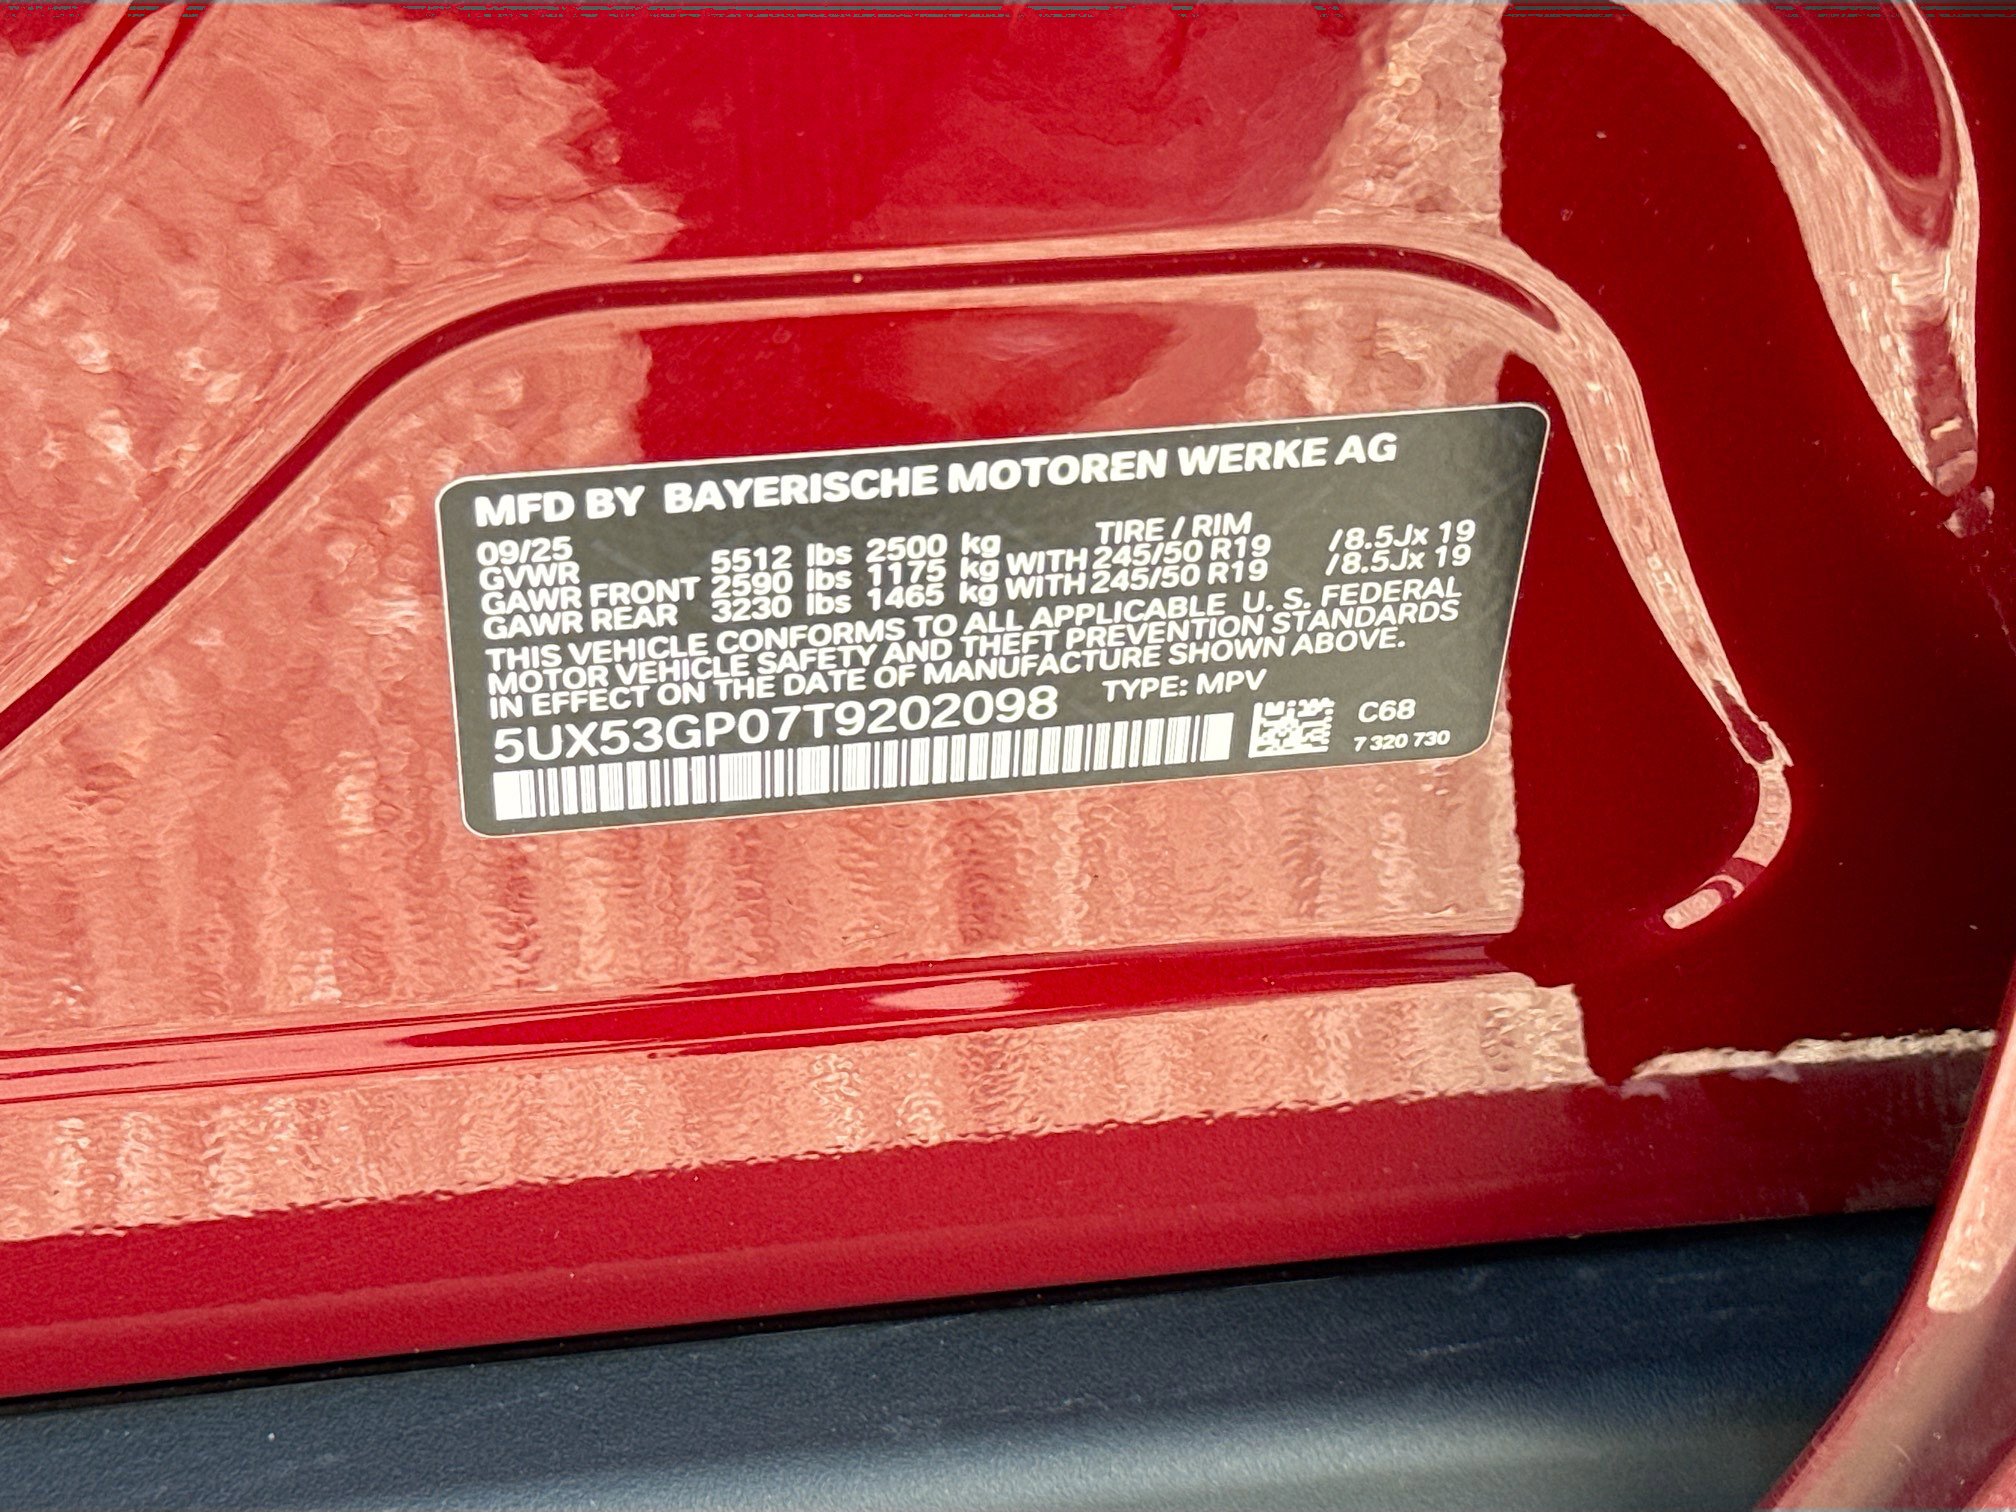 MFD BY BAYERISCHE MOTOREN WERKE AG
09/25 TIRE / RIM
GVWR 5512 lbs 2500 kg
GAWR FRONT 2590 lbs 1175 kg WITH 245/50 R19 /8.5Jx 19
GAWR REAR 3230 lbs 1465 kg WITH 245/50 R19 /8.5Jx 19
THIS VEHICLE CONFORMS TO ALL APPLICABLE U. S. FEDERAL
MOTOR VEHICLE SAFETY AND THEFT PREVENTION STANDARDS
IN EFFECT ON THE DATE OF MANUFACTURE SHOWN ABOVE.
5UX53GP07T9202098 TYPE: MPV
C68
7 320 730